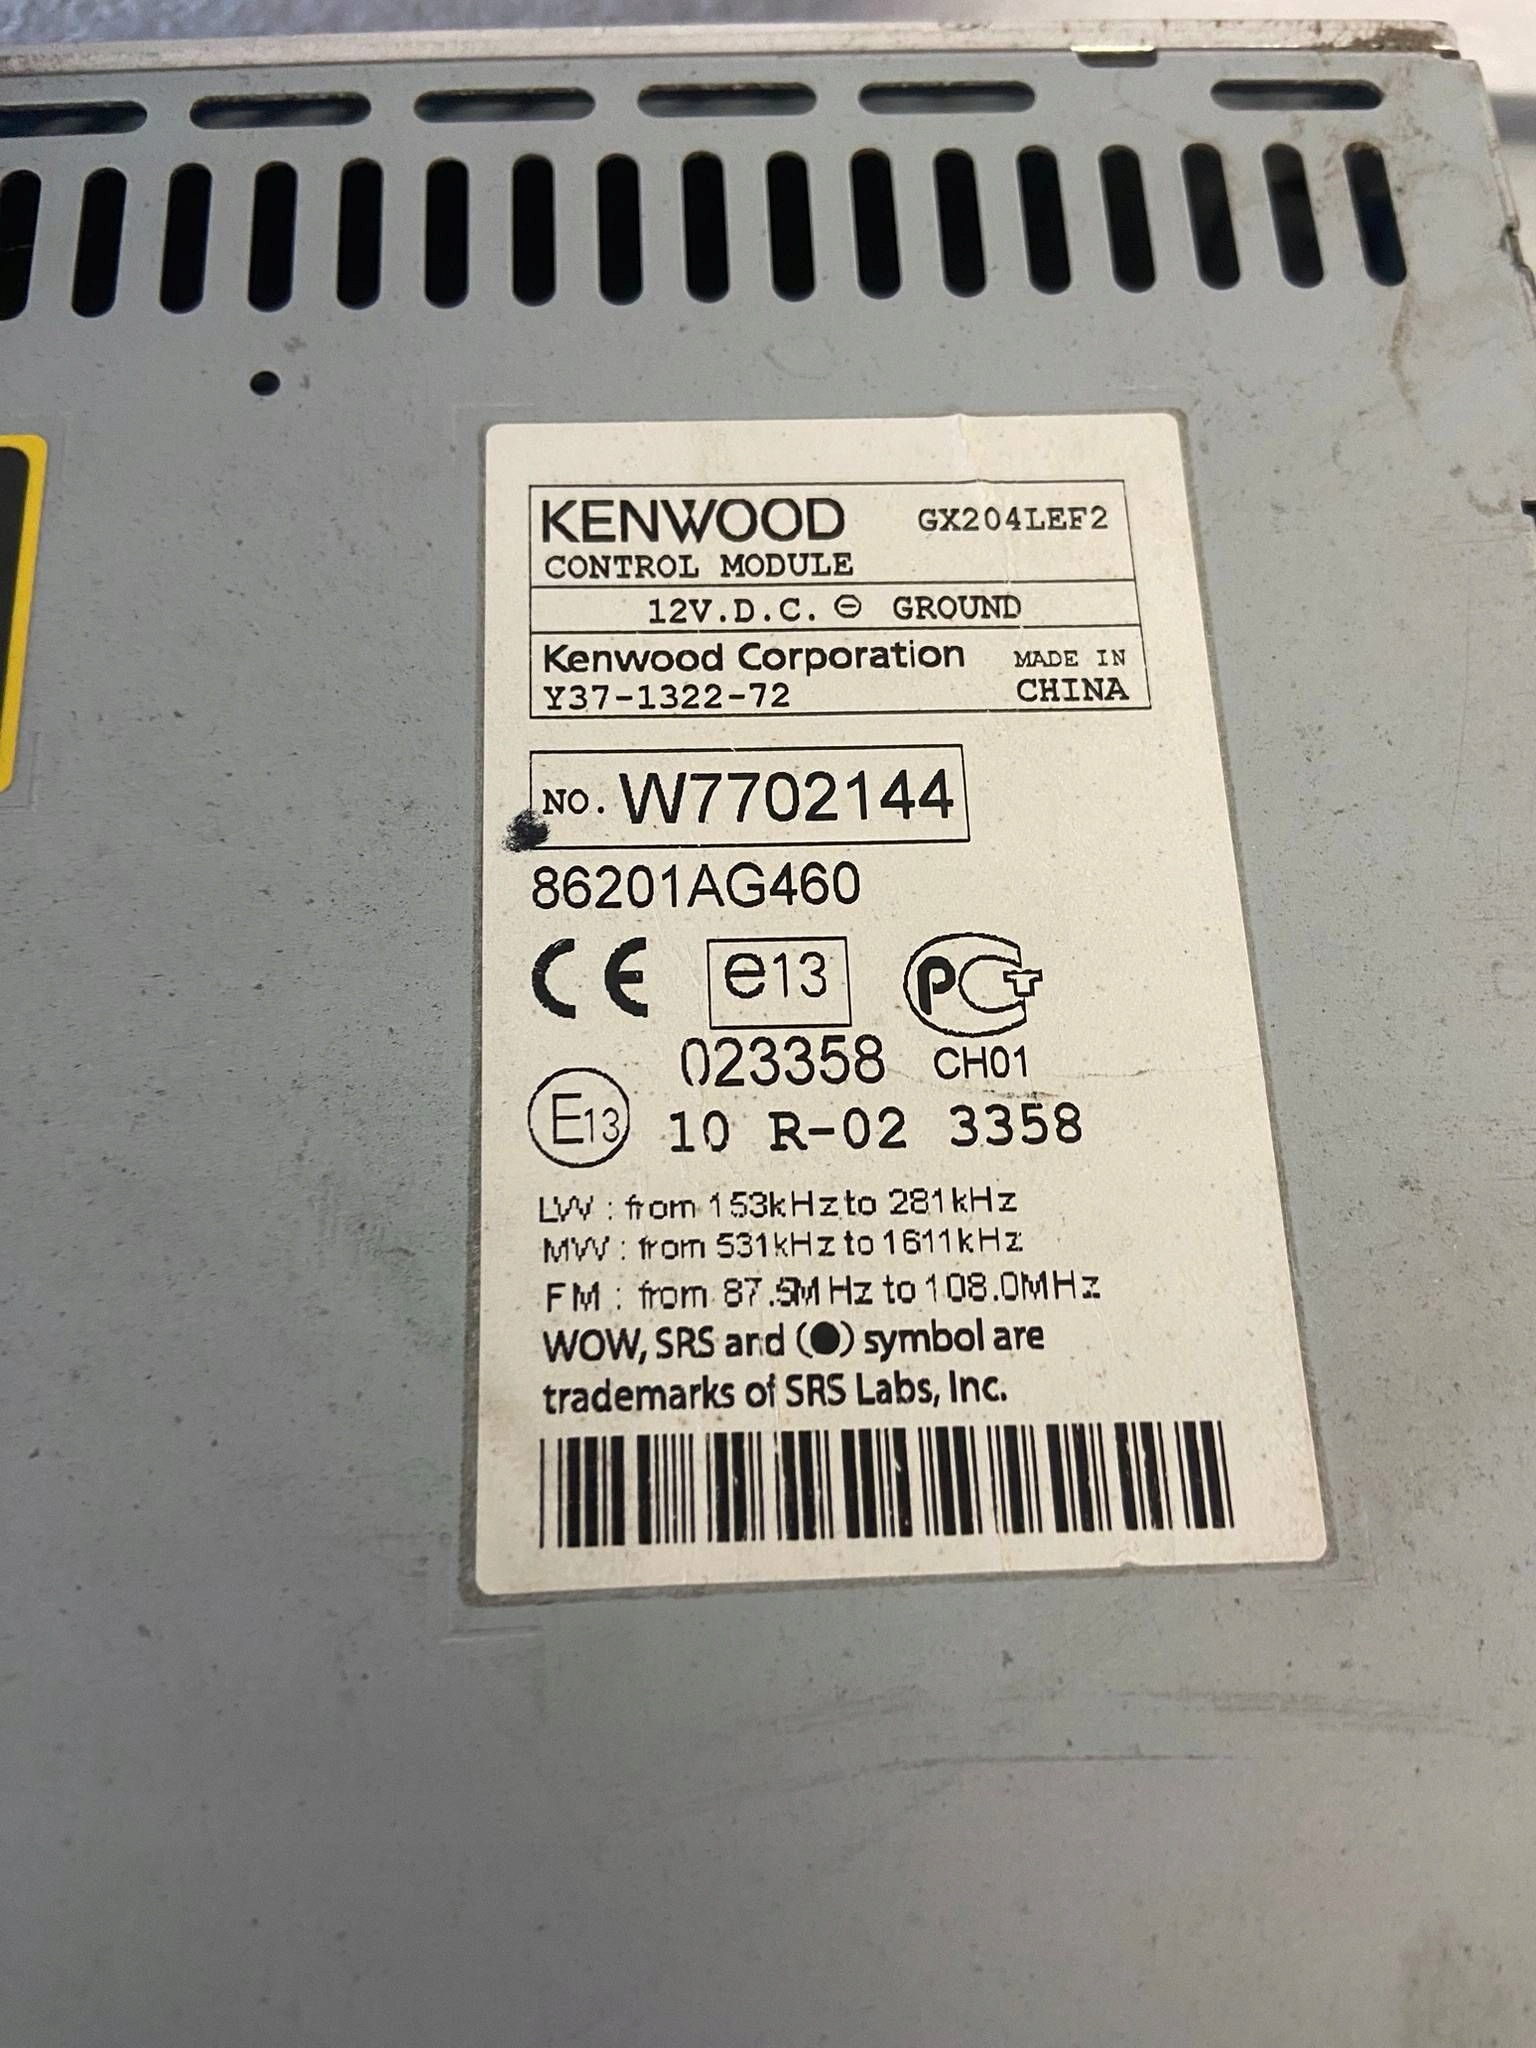 KENWOOD GX204LEF2
CONTROL MODULE
12V.D.C. ⊖ GROUND
Kenwood Corporation MADE IN
Y37-1322-72 CHINA
NO. W7702144
86201AG460
CE e13 PCT
023358 CH01
E13 10 R-02 3358
LW : from 153kHz to 281kHz
MW : from 531kHz to 1611kHz
FM : from 87.5MHz to 108.0MHz
WOW, SRS and (●) symbol are
trademarks of SRS Labs, Inc.